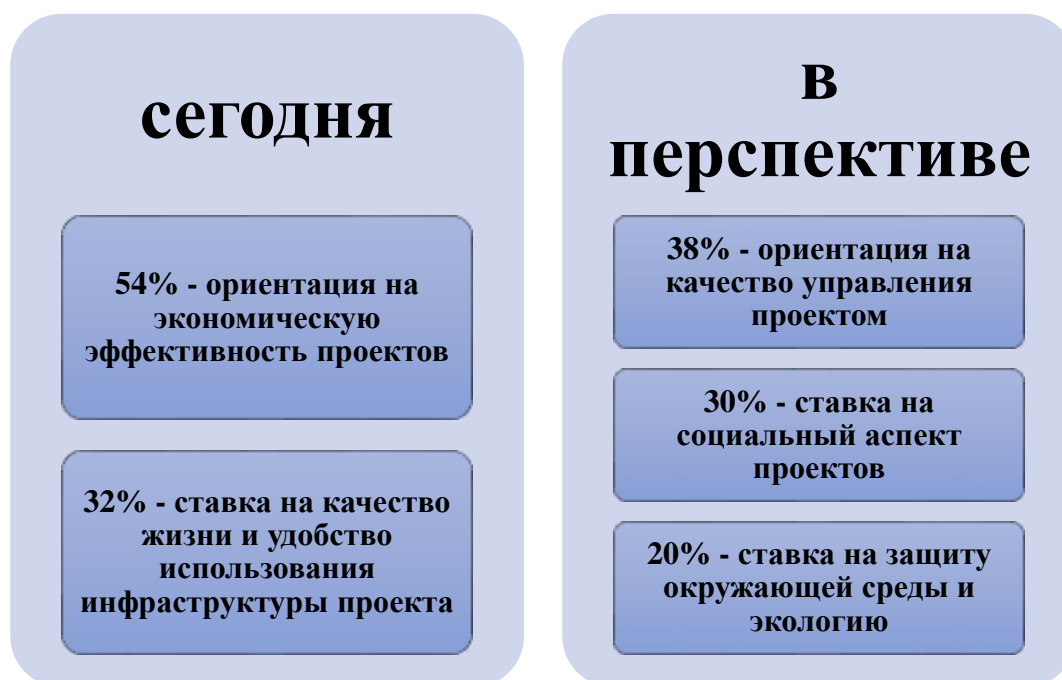 сегодня
54% - ориентация на
экономическую
эффективность проектов
32% - ставка на качество
жизни и удобство
использования
инфраструктуры проекта
в
перспективе
38% - ориентация на
качество управления
проектом
30% - ставка на
социальный аспект
проектов
20% - ставка на защиту
окружающей среды и
экологию